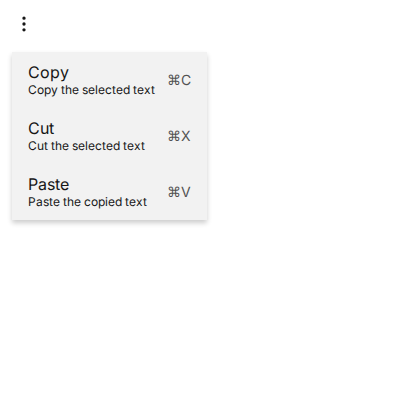 Copy
Copy the selected text
⌘C
Cut
Cut the selected text
⌘X
Paste
Paste the copied text
⌘V